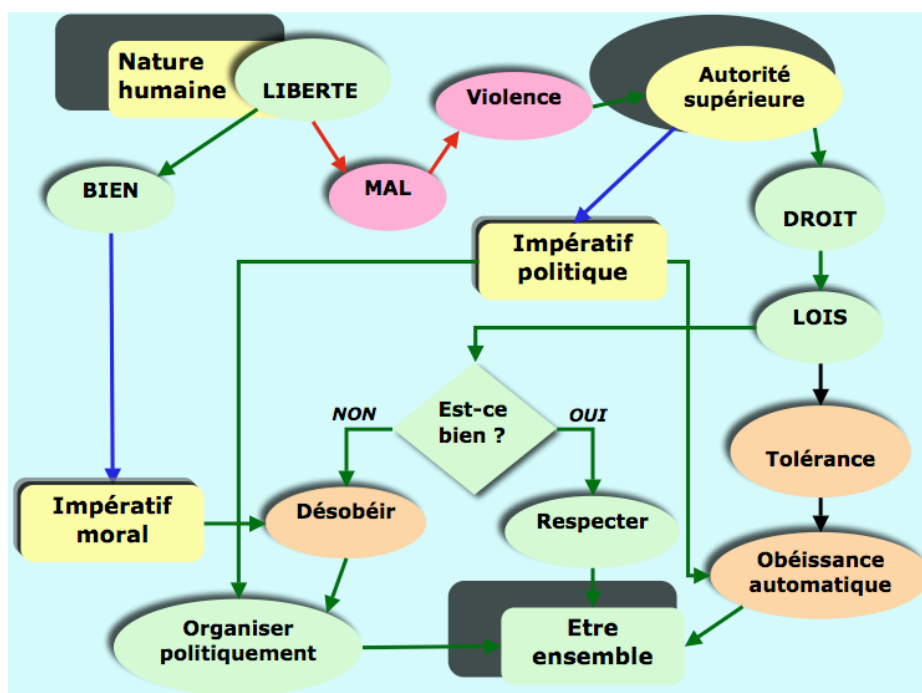 Nature
humaine
LIBERTE
Violence
Autorité
supérieure
BIEN
MAL
DROIT
Impératif
politique
LOIS
NON
Est-ce
bien ?
OUI
Tolérance
Impératif
moral
Désobéir
Respecter
Obéissance
automatique
Organiser
politiquement
Etre
ensemble